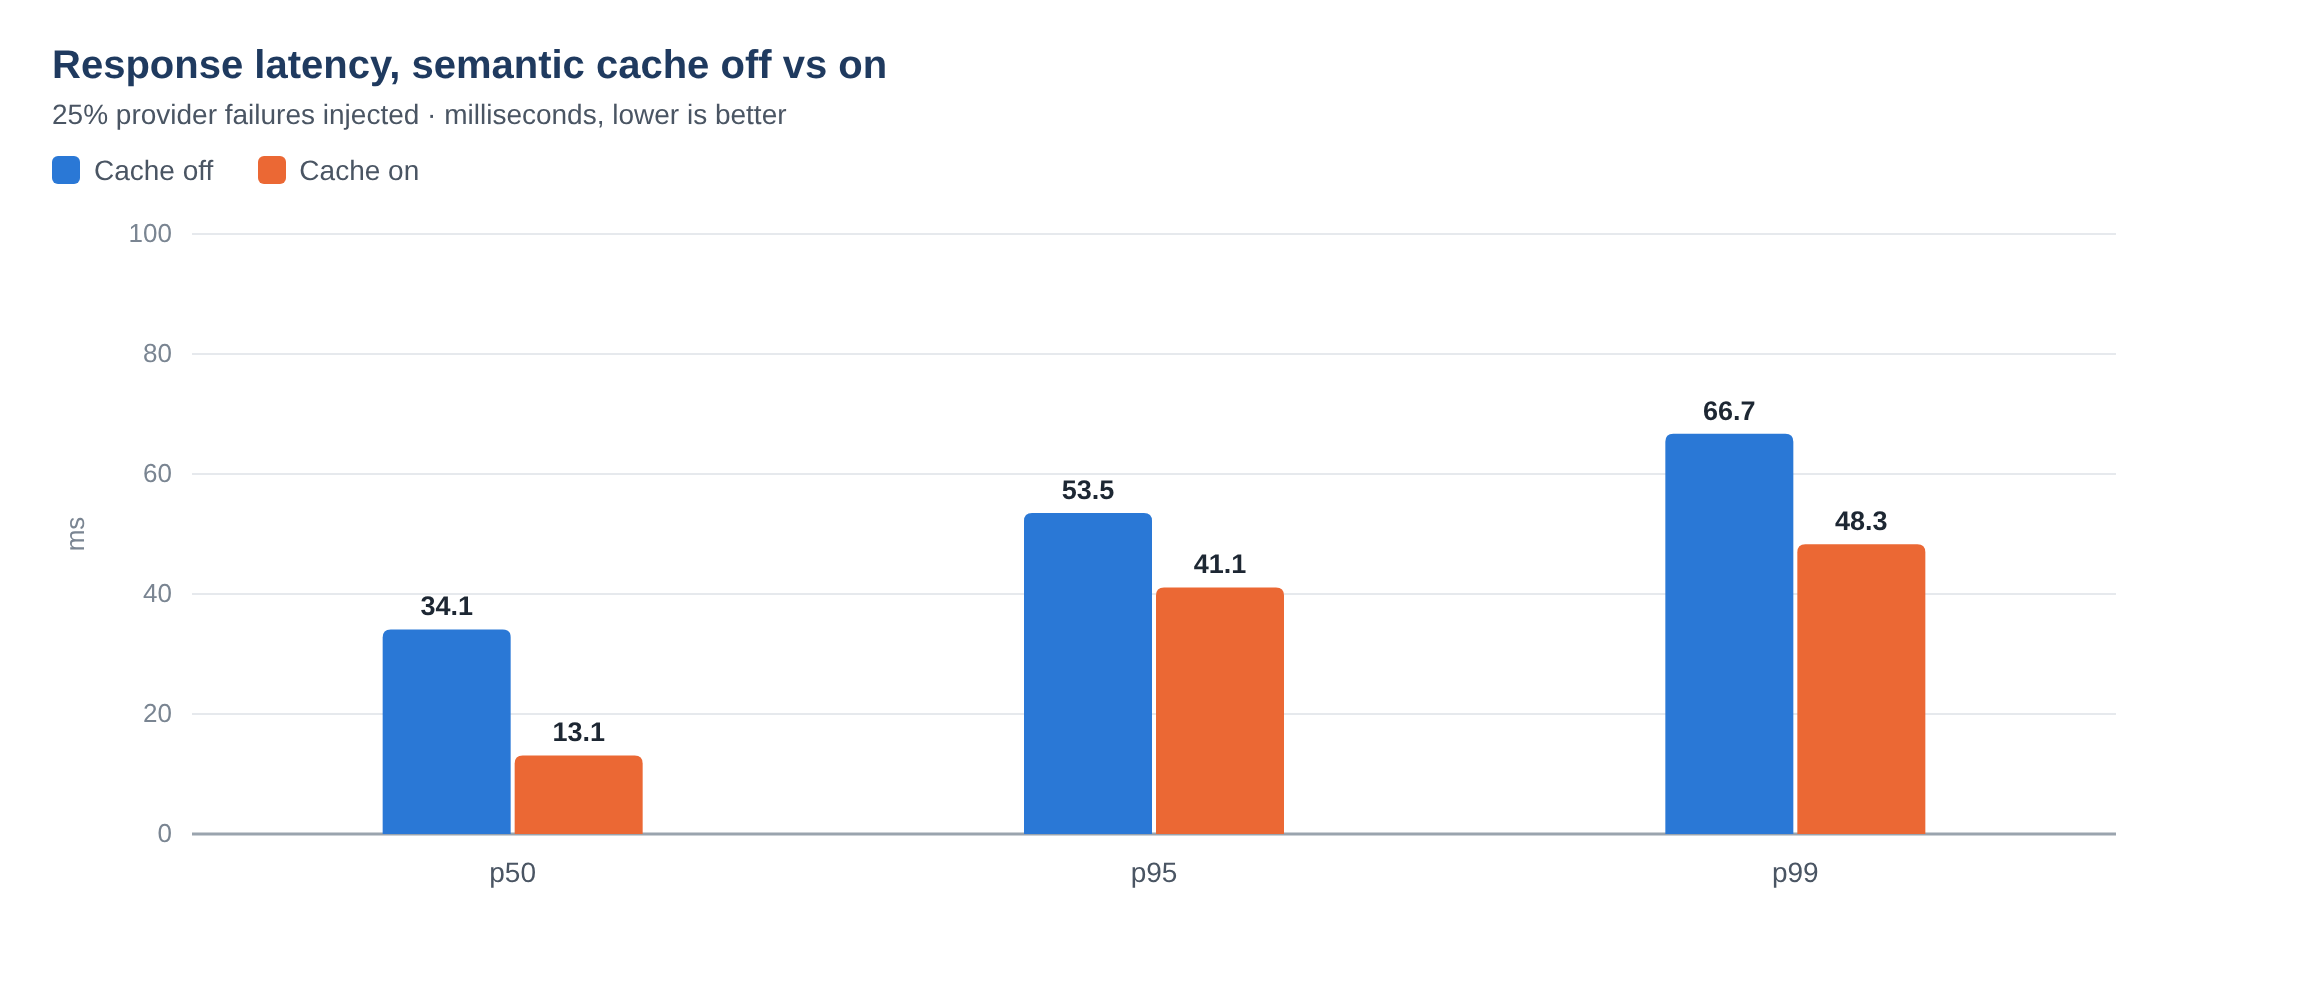 Response latency, semantic cache off vs on
25% provider failures injected · milliseconds, lower is better
Cache off Cache on
100
80
60
40
20
0
ms
34.1
13.1
53.5
41.1
66.7
48.3
p50 p95 p99